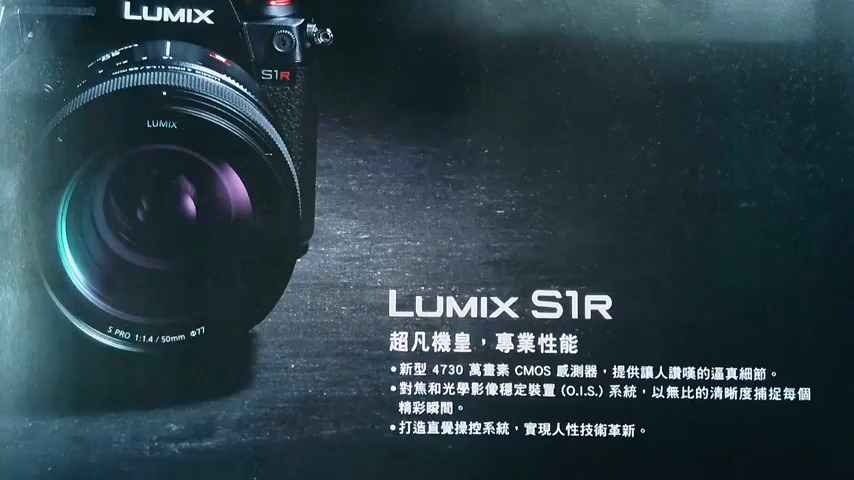 LUMIX
S1R
LUMIX
S PRO 1:1.4 / 50mm Φ77
LUMIX S1R
超凡機皇，專業性能
•新型 4730 萬畫素 CMOS 感測器，提供讓人讚嘆的逼真細節。
•對焦和光學影像穩定裝置 (O.I.S.) 系統，以無比的清晰度捕捉每個
精彩瞬間。
•打造直覺操控系統，實現人性技術革新。